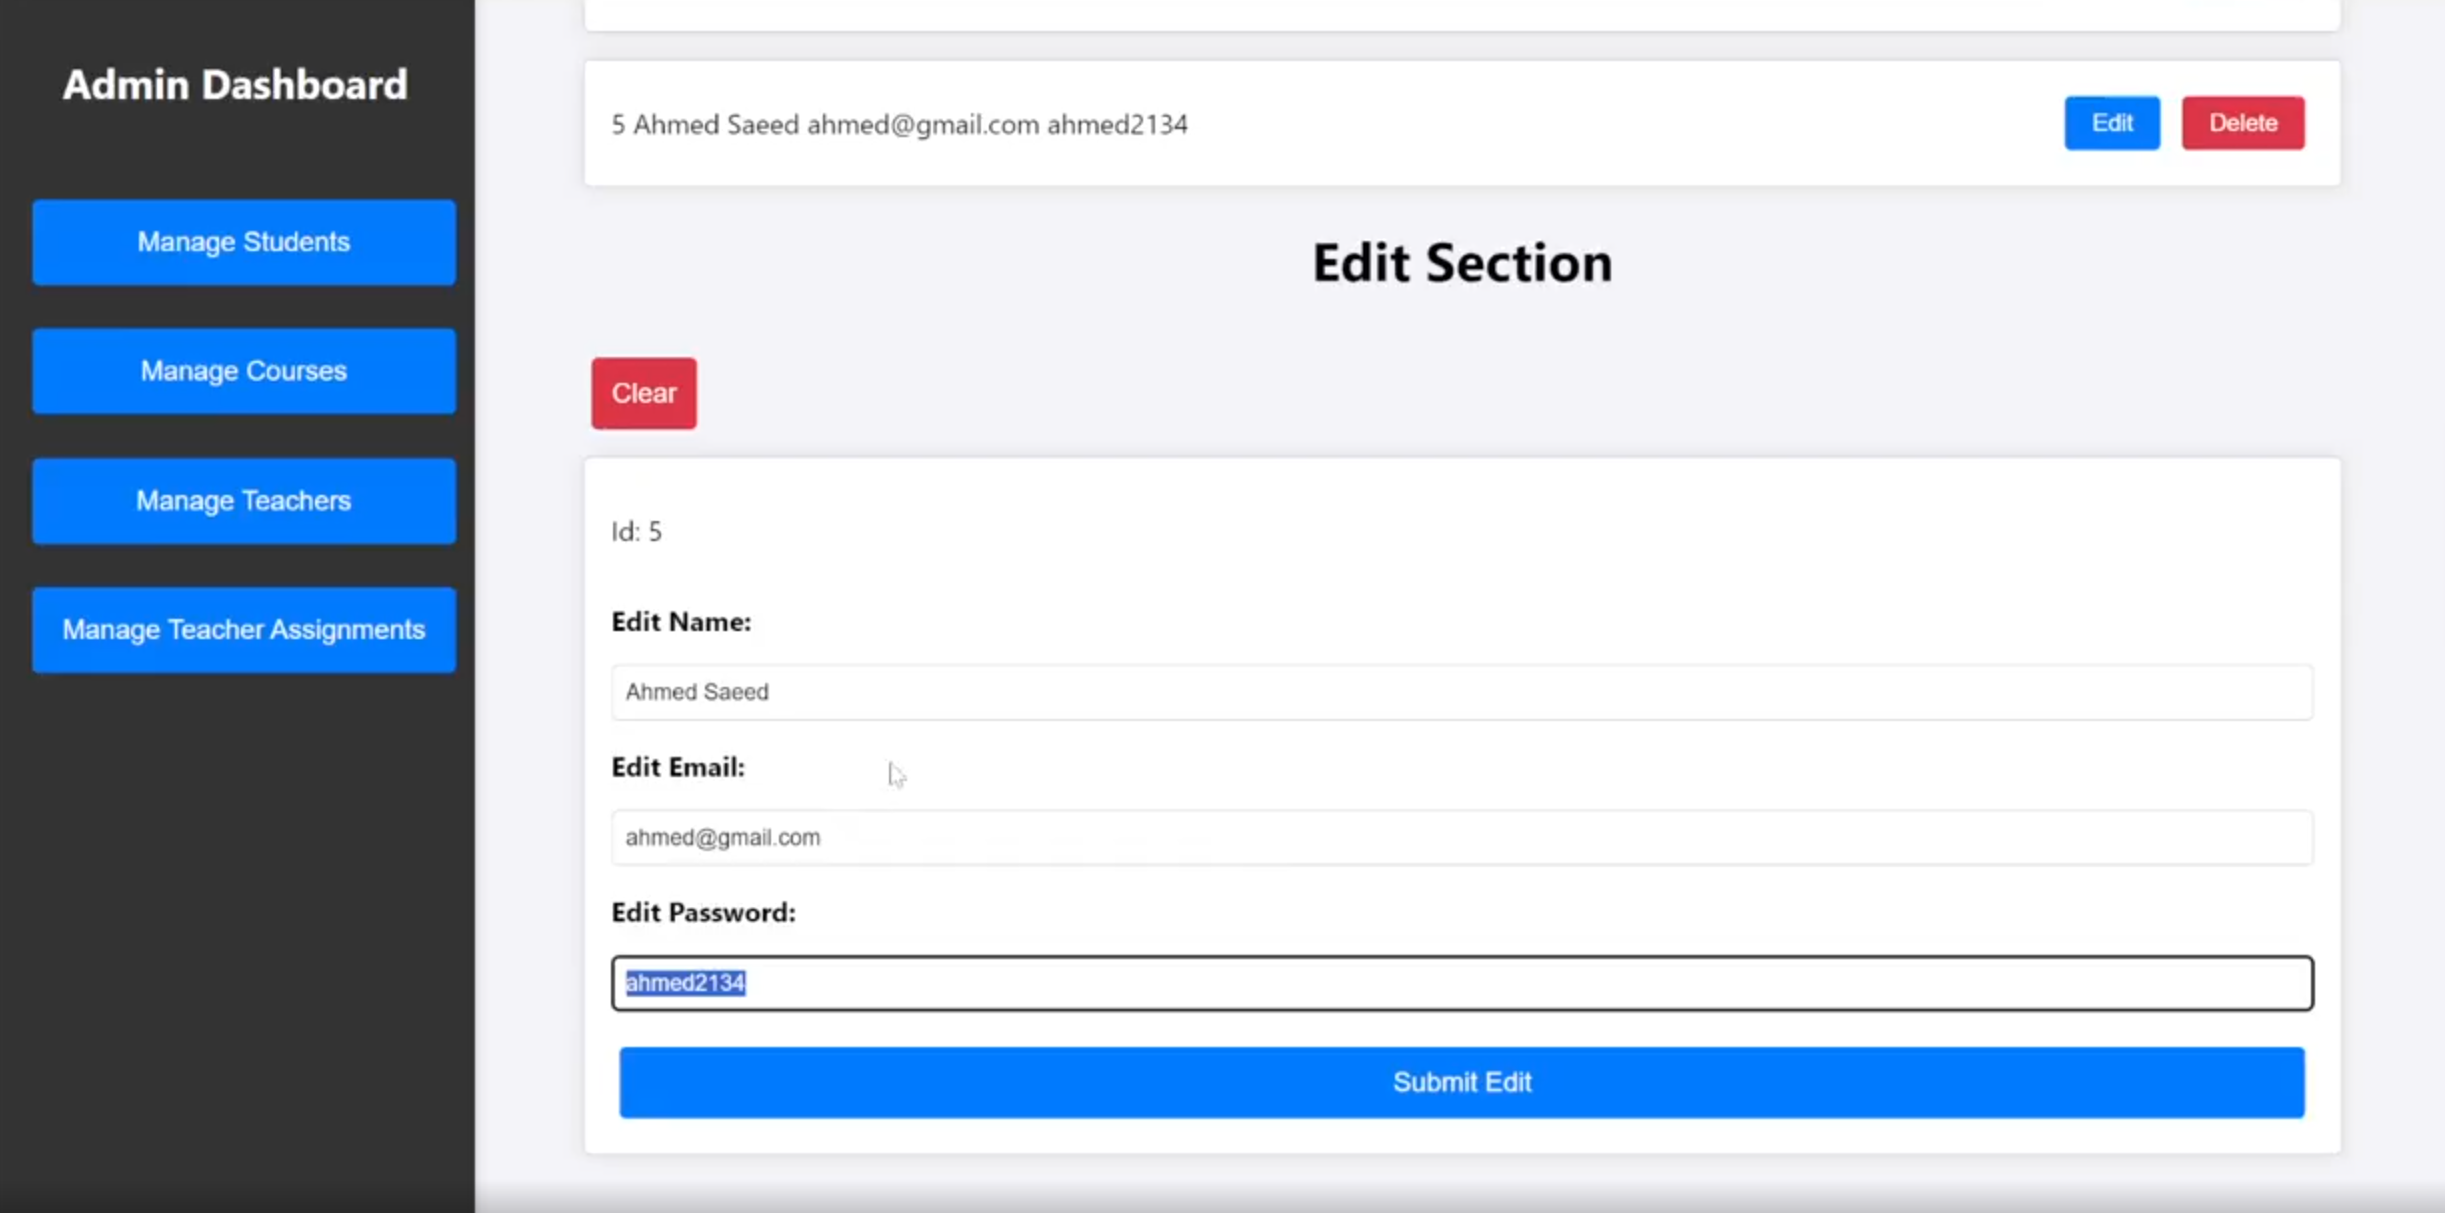 Admin Dashboard
Manage Students
Manage Courses
Manage Teachers
Manage Teacher Assignments
5 Ahmed Saeed ahmed@gmail.com ahmed2134
Edit
Delete
Edit Section
Clear
Id: 5
Edit Name:
Ahmed Saeed
Edit Email:
ahmed@gmail.com
Edit Password:
ahmed2134
Submit Edit